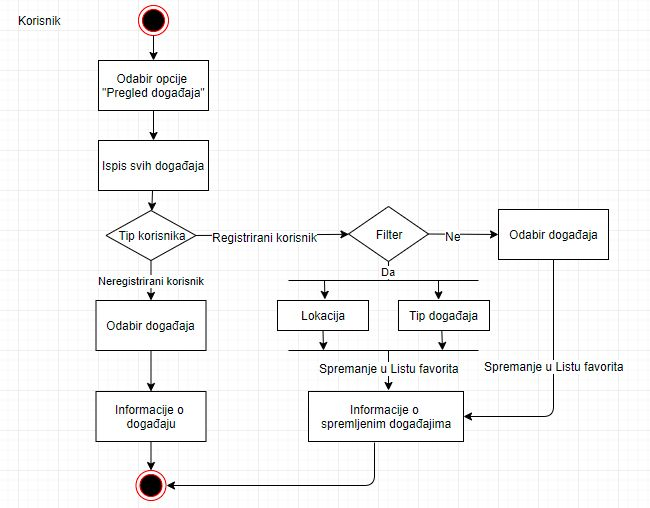 Korisnik
Odabir opcije
"Pregled događaja"
Ispis svih događaja
Tip korisnika
Registrirani korisnik
Filter
Ne
Odabir događaja
Da
Neregistrirani korisnik
Odabir događaja
Lokacija
Tip događaja
Spremanje u Listu favorita
Spremanje u Listu favorita
Informacije o
događaju
Informacije o
spremljenim događajima